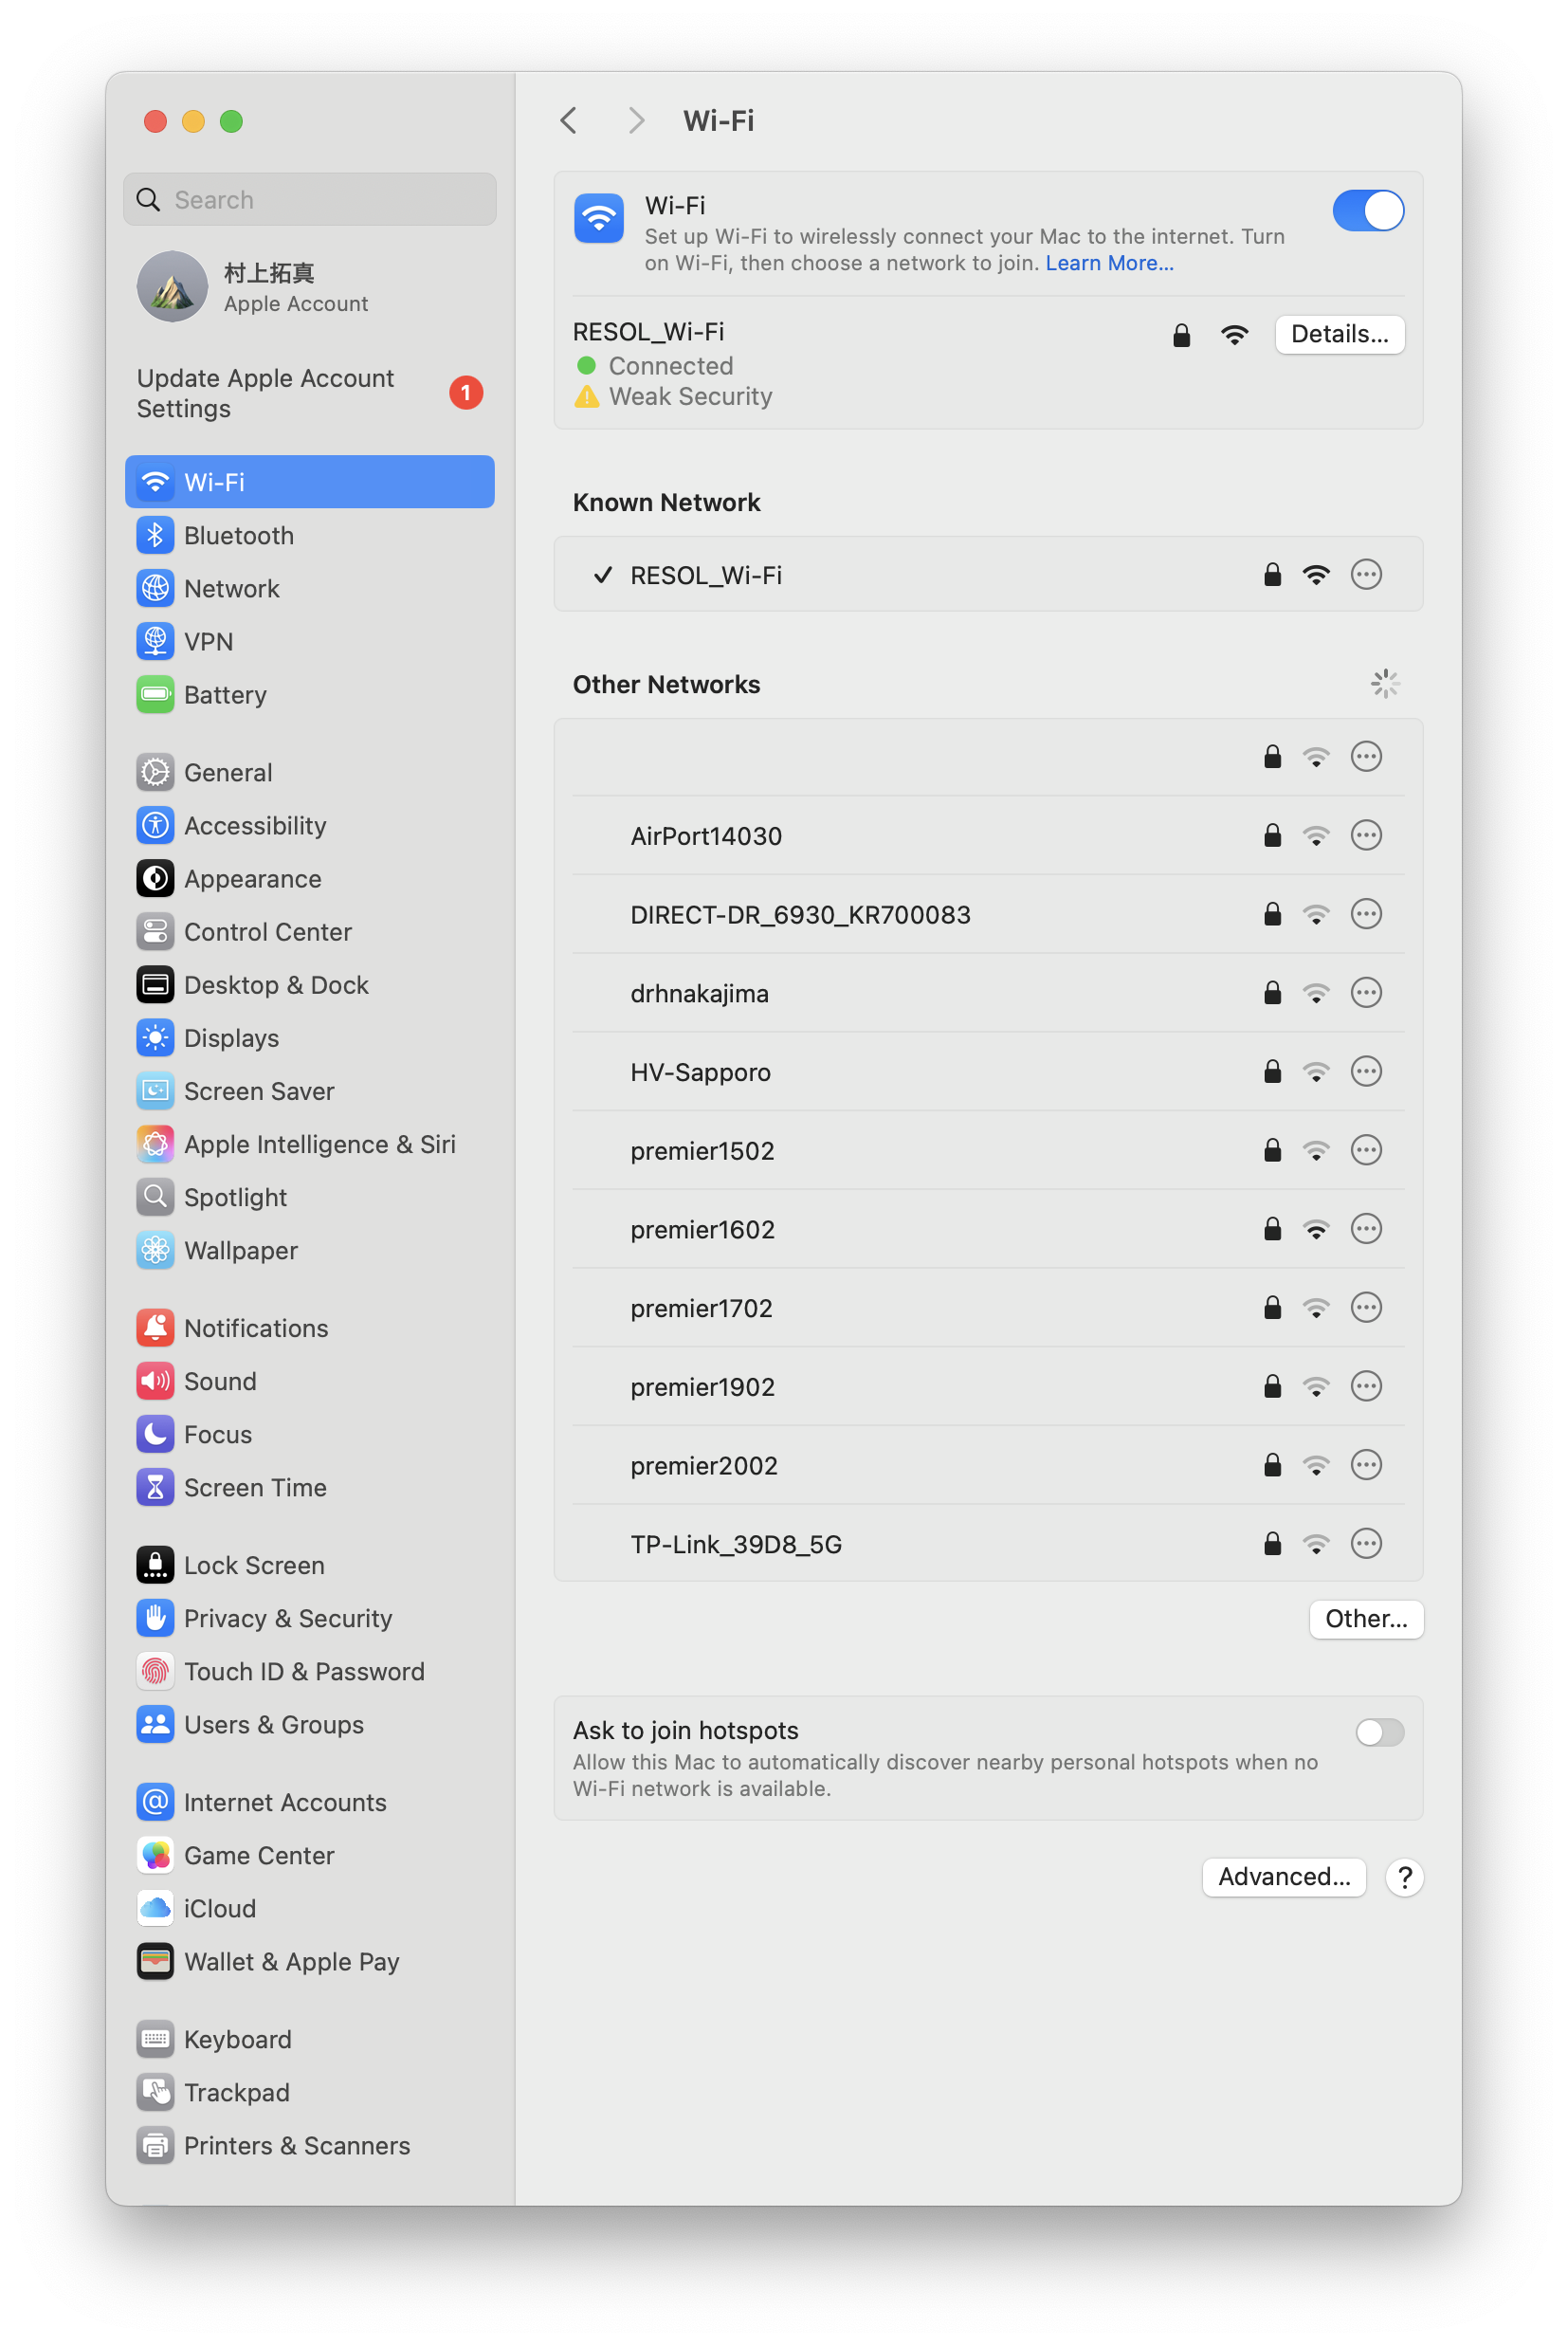 Search
村上拓真
Apple Account
Update Apple Account
Settings
1
Wi-Fi
Bluetooth
Network
VPN
Battery
General
Accessibility
Appearance
Control Center
Desktop & Dock
Displays
Screen Saver
Apple Intelligence & Siri
Spotlight
Wallpaper
Notifications
Sound
Focus
Screen Time
Lock Screen
Privacy & Security
Touch ID & Password
Users & Groups
Internet Accounts
Game Center
iCloud
Wallet & Apple Pay
Keyboard
Trackpad
Printers & Scanners
Wi-Fi
Wi-Fi
Set up Wi-Fi to wirelessly connect your Mac to the internet. Turn
on Wi-Fi, then choose a network to join. Learn More...
RESOL_Wi-Fi
Details...
Connected
Weak Security
Known Network
RESOL_Wi-Fi
Other Networks
AirPort14030
DIRECT-DR_6930_KR700083
drhnakajima
HV-Sapporo
premier1502
premier1602
premier1702
premier1902
premier2002
TP-Link_39D8_5G
Other...
Ask to join hotspots
Allow this Mac to automatically discover nearby personal hotspots when no
Wi-Fi network is available.
Advanced...
?